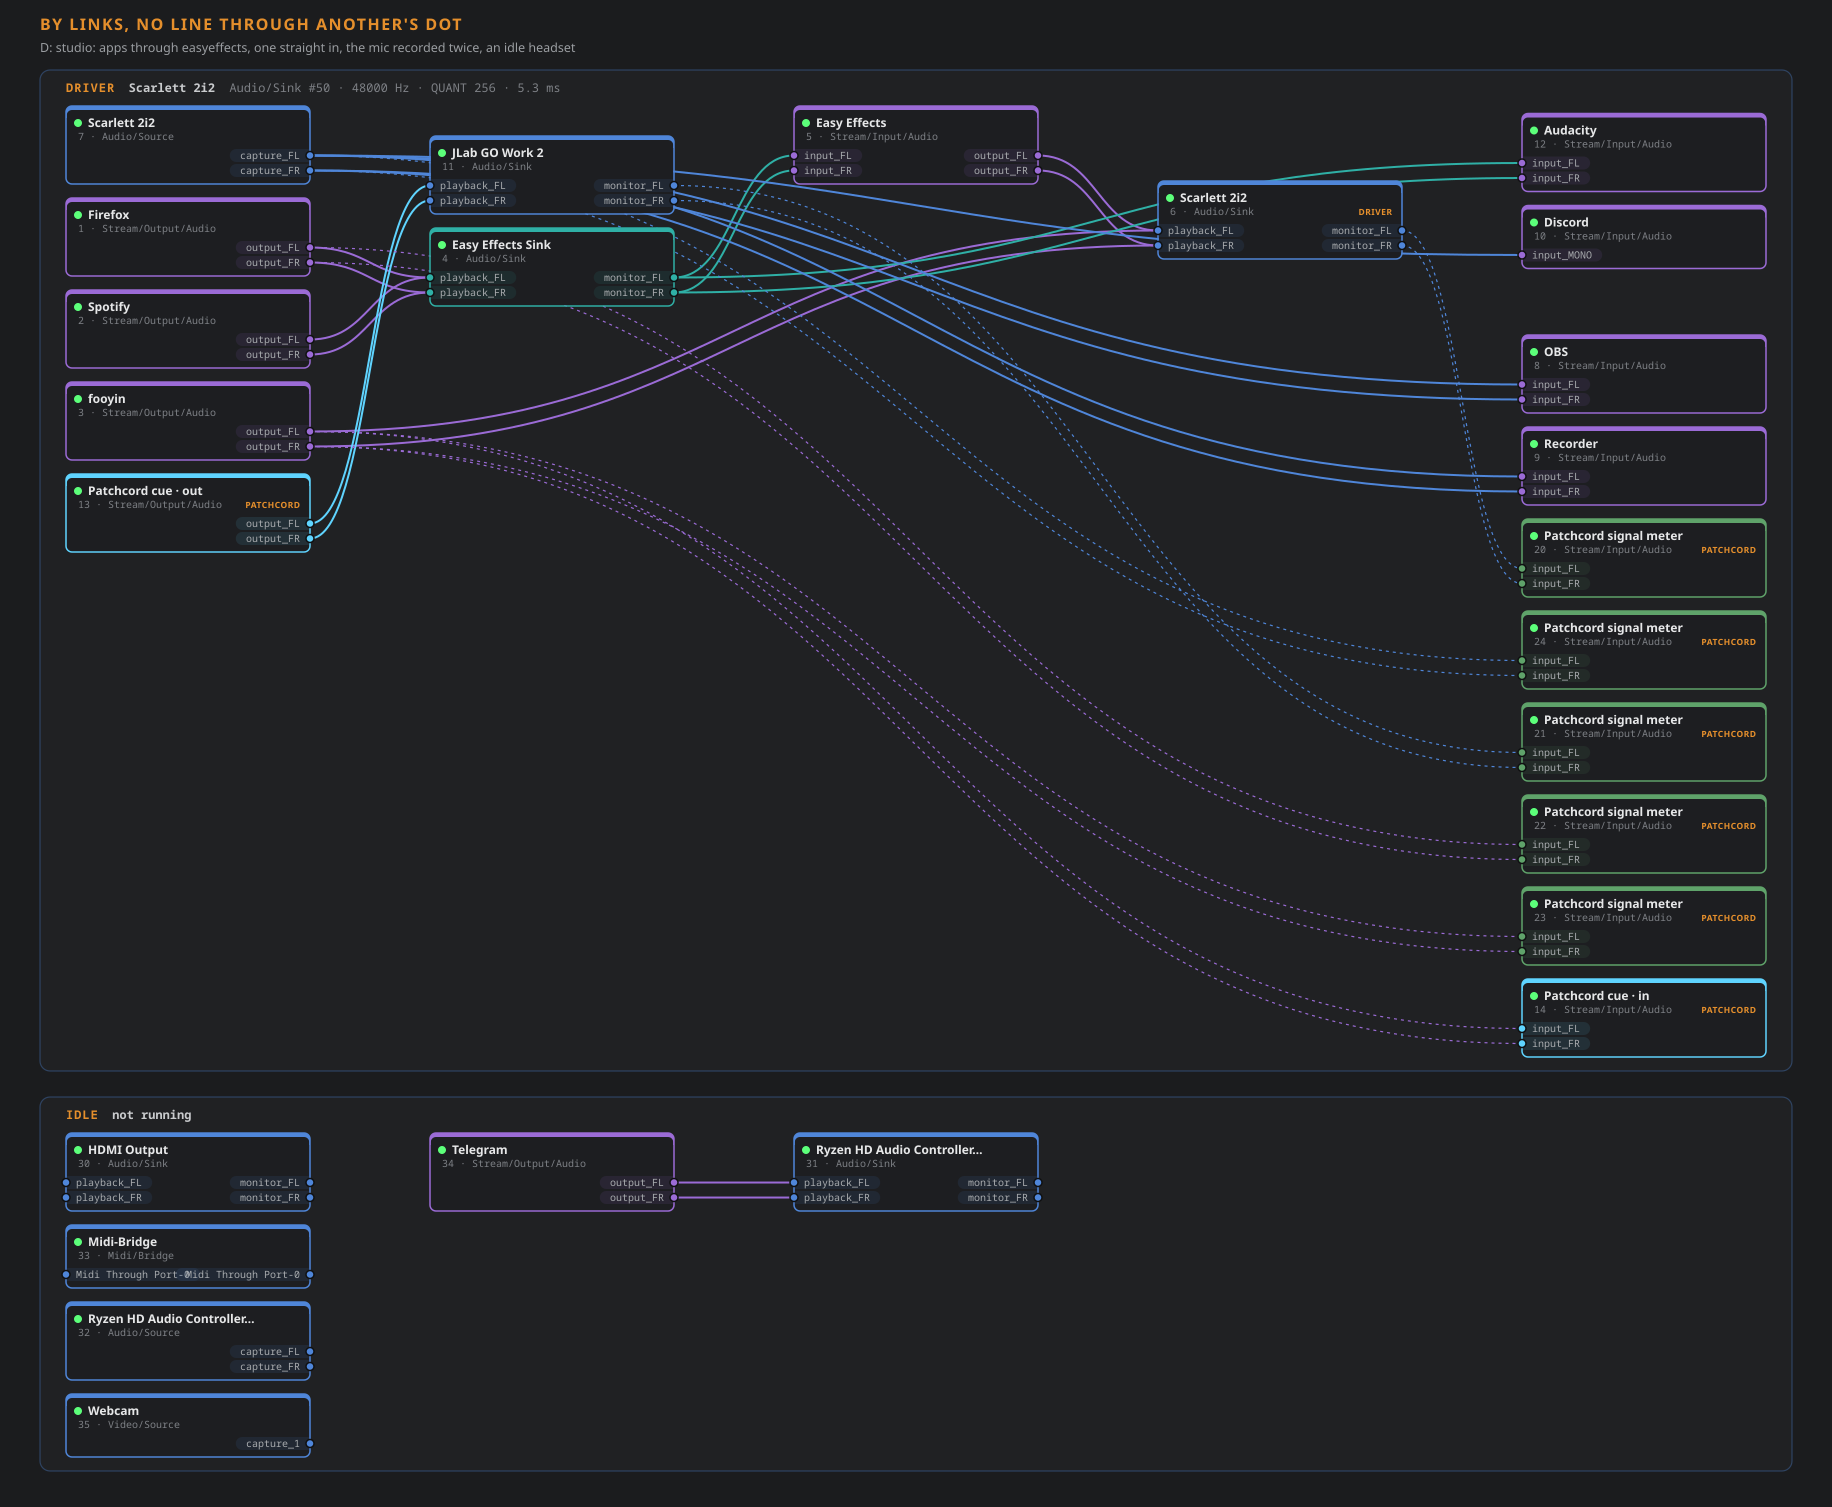 BY LINKS, NO LINE THROUGH ANOTHER'S DOT
D: studio: apps through easyeffects, one straight in, the mic recorded twice, an idle headset
DRIVER Scarlett 2i2 Audio/Sink #50 · 48000 Hz · QUANT 256 · 5.3 ms
Scarlett 2i2
7 · Audio/Source
capture_FL
capture_FR
Firefox
1 · Stream/Output/Audio
output_FL
output_FR
Spotify
2 · Stream/Output/Audio
output_FL
output_FR
fooyin
3 · Stream/Output/Audio
output_FL
output_FR
Patchcord cue · out
13 · Stream/Output/Audio PATCHCORD
output_FL
output_FR
JLab GO Work 2
11 · Audio/Sink
playback_FL monitor_FL
playback_FR monitor_FR
Easy Effects Sink
4 · Audio/Sink
playback_FL monitor_FL
playback_FR monitor_FR
Easy Effects
5 · Stream/Input/Audio
input_FL output_FL
input_FR output_FR
Scarlett 2i2
6 · Audio/Sink DRIVER
playback_FL monitor_FL
playback_FR monitor_FR
Audacity
12 · Stream/Input/Audio
input_FL
input_FR
Discord
10 · Stream/Input/Audio
input_MONO
OBS
8 · Stream/Input/Audio
input_FL
input_FR
Recorder
9 · Stream/Input/Audio
input_FL
input_FR
Patchcord signal meter
20 · Stream/Input/Audio PATCHCORD
input_FL
input_FR
Patchcord signal meter
24 · Stream/Input/Audio PATCHCORD
input_FL
input_FR
Patchcord signal meter
21 · Stream/Input/Audio PATCHCORD
input_FL
input_FR
Patchcord signal meter
22 · Stream/Input/Audio PATCHCORD
input_FL
input_FR
Patchcord signal meter
23 · Stream/Input/Audio PATCHCORD
input_FL
input_FR
Patchcord cue · in
14 · Stream/Input/Audio PATCHCORD
input_FL
input_FR
IDLE not running
HDMI Output
30 · Audio/Sink
playback_FL monitor_FL
playback_FR monitor_FR
Midi-Bridge
33 · Midi/Bridge
Midi Through Port-0 Midi Through Port-0
Ryzen HD Audio Controller...
32 · Audio/Source
capture_FL
capture_FR
Webcam
35 · Video/Source
capture_1
Telegram
34 · Stream/Output/Audio
output_FL
output_FR
Ryzen HD Audio Controller...
31 · Audio/Sink
playback_FL monitor_FL
playback_FR monitor_FR